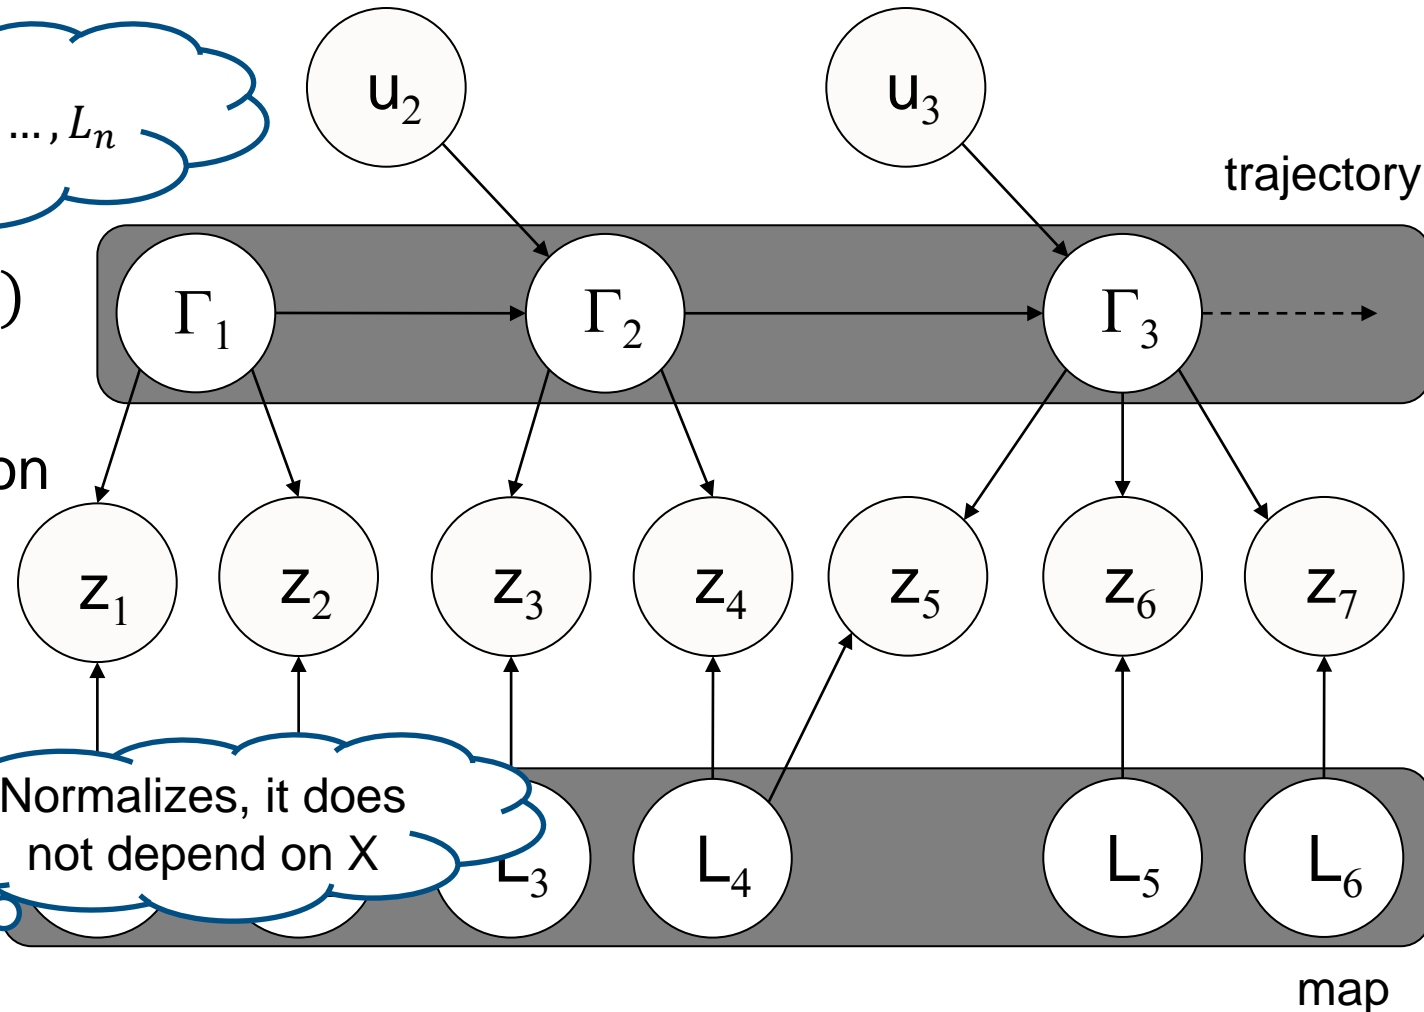 …, Lₙ
u₂
u₃
trajectory
)
Γ₁
Γ₂
Γ₃
on
z₁
z₂
z₃
z₄
z₅
z₆
z₇
Normalizes, it does
not depend on X
L₃
L₄
L₅
L₆
map